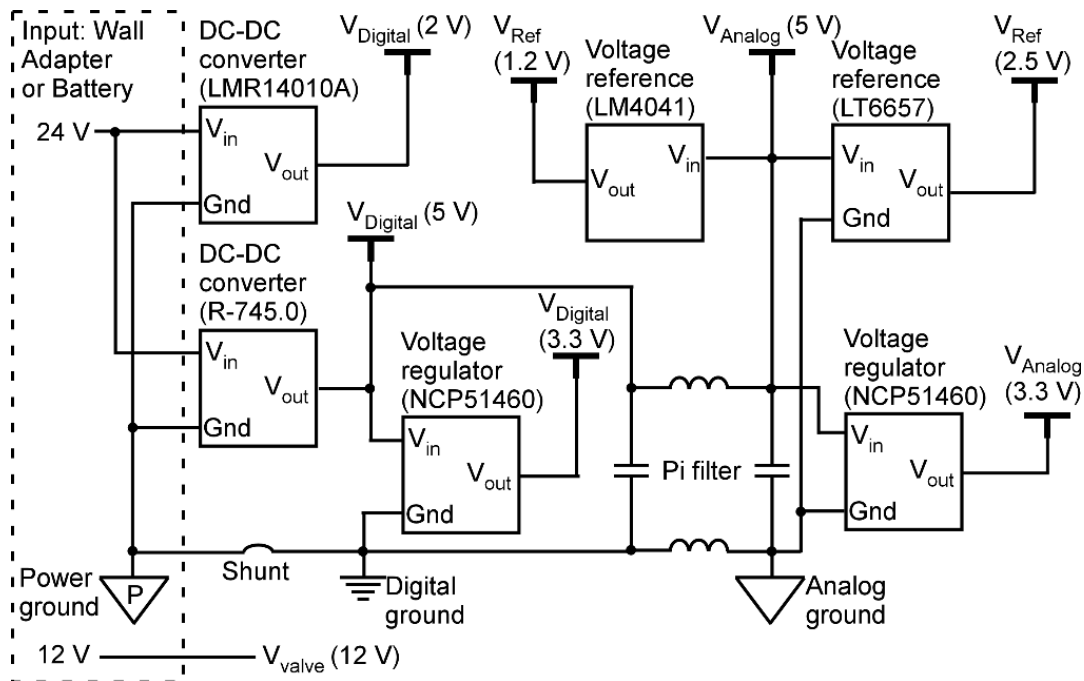 Input: Wall
Adapter
or Battery
24 V
DC-DC
converter
(LMR14010A)
V_in
V_out
Gnd
V_Digital (2 V)
DC-DC
converter
(R-745.0)
V_in
V_out
Gnd
V_Digital (5 V)
Voltage
regulator
(NCP51460)
V_in
V_out
Gnd
V_Digital
(3.3 V)
V_Ref
(1.2 V)
Voltage
reference
(LM4041)
V_in
V_out
V_Analog (5 V)
Voltage
reference
(LT6657)
V_in
V_out
Gnd
V_Ref
(2.5 V)
Pi filter
Voltage
regulator
(NCP51460)
V_in
V_out
Gnd
V_Analog
(3.3 V)
Power
ground
P
Shunt
Digital
ground
Analog
ground
12 V
V_valve (12 V)